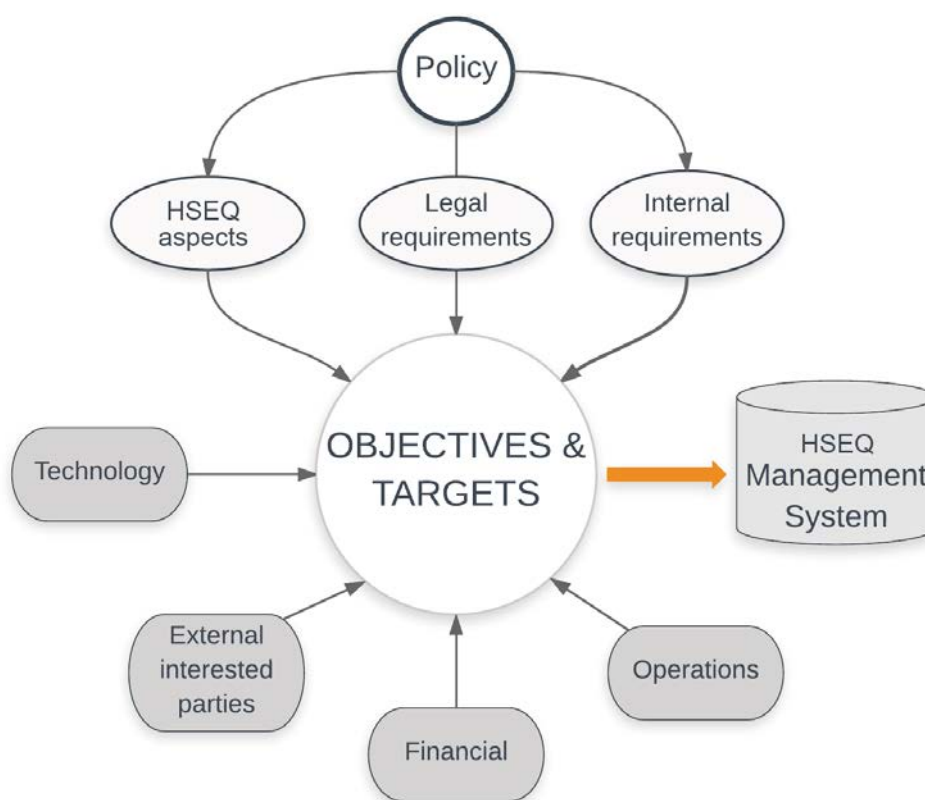 Policy
HSEQ
aspects
Legal
requirements
Internal
requirements
OBJECTIVES &
TARGETS
HSEQ
Management
System
Technology
External
interested
parties
Operations
Financial